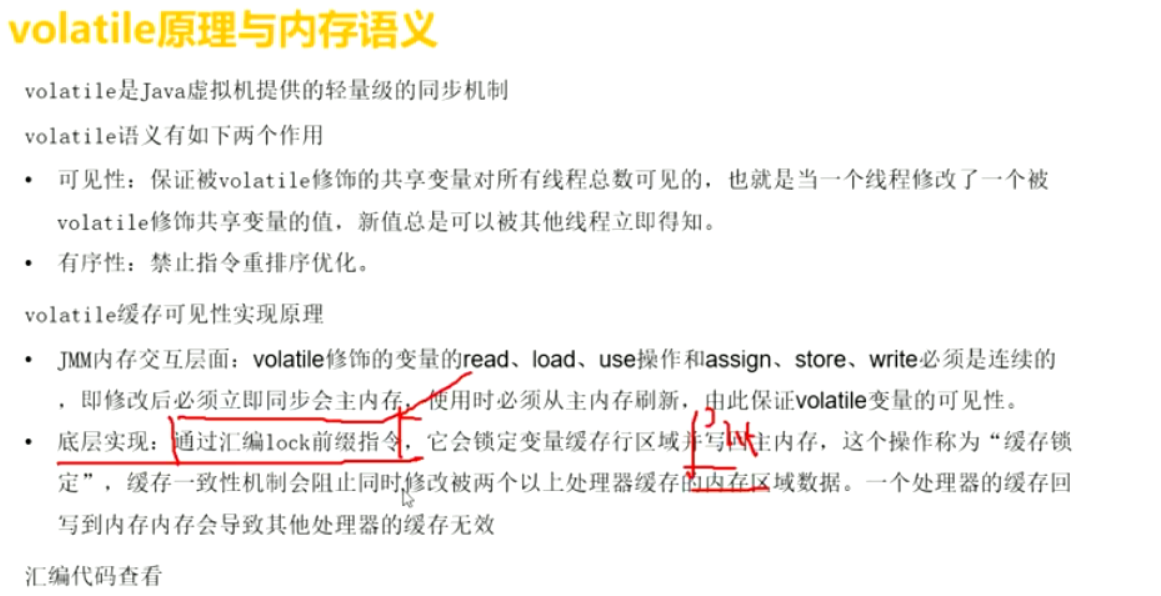 volatile原理与内存语义
volatile是Java虚拟机提供的轻量级的同步机制
volatile语义有如下两个作用
• 可见性：保证被volatile修饰的共享变量对所有线程总数可见的，也就是当一个线程修改了一个被
volatile修饰共享变量的值，新值总是可以被其他线程立即得知。
• 有序性：禁止指令重排序优化。
volatile缓存可见性实现原理
• JMM内存交互层面：volatile修饰的变量的read、load、use操作和assign、store、write必须是连续的
，即修改后必须立即同步会主内存，使用时必须从主内存刷新，由此保证volatile变量的可见性。
• 底层实现：通过汇编lock前缀指令，它会锁定变量缓存行区域并写回主内存，这个操作称为“缓存锁
定”，缓存一致性机制会阻止同时修改被两个以上处理器缓存的内存区域数据。一个处理器的缓存回
写到内存内存会导致其他处理器的缓存无效
汇编代码查看